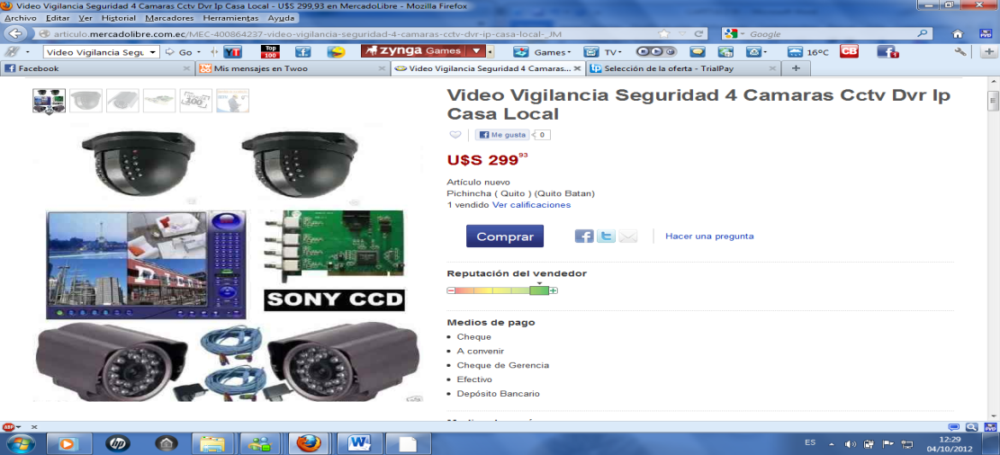 Video Vigilancia Seguridad 4 Camaras Cctv Dvr Ip Casa Local - U$S 299,93 en MercadoLibre - Mozilla Firefox
Archivo Editar Ver Historial Marcadores Herramientas Ayuda
articulo.mercadolibre.com.ec/MEC-400864237-video-vigilancia-seguridad-4-camaras-cctv-dvr-ip-casa-local-_JM
Google
Video Vigilancia Segu
Go
YT
Top 100
zynga Games
Games
TV
16°C
CB
Facebook
Mis mensajes en Twoo
Video Vigilancia Seguridad 4 Camaras...
Selección de la oferta - TrialPay
Video Vigilancia Seguridad 4 Camaras Cctv Dvr Ip
Casa Local
Me gusta 0
U$S 299 93
Artículo nuevo
Pichincha ( Quito ) (Quito Batan)
1 vendido Ver calificaciones
Comprar
Hacer una pregunta
Reputación del vendedor
Medios de pago
Cheque
A convenir
Cheque de Gerencia
Efectivo
Depósito Bancario
SONY CCD
ABP
ES
12:29
04/10/2012